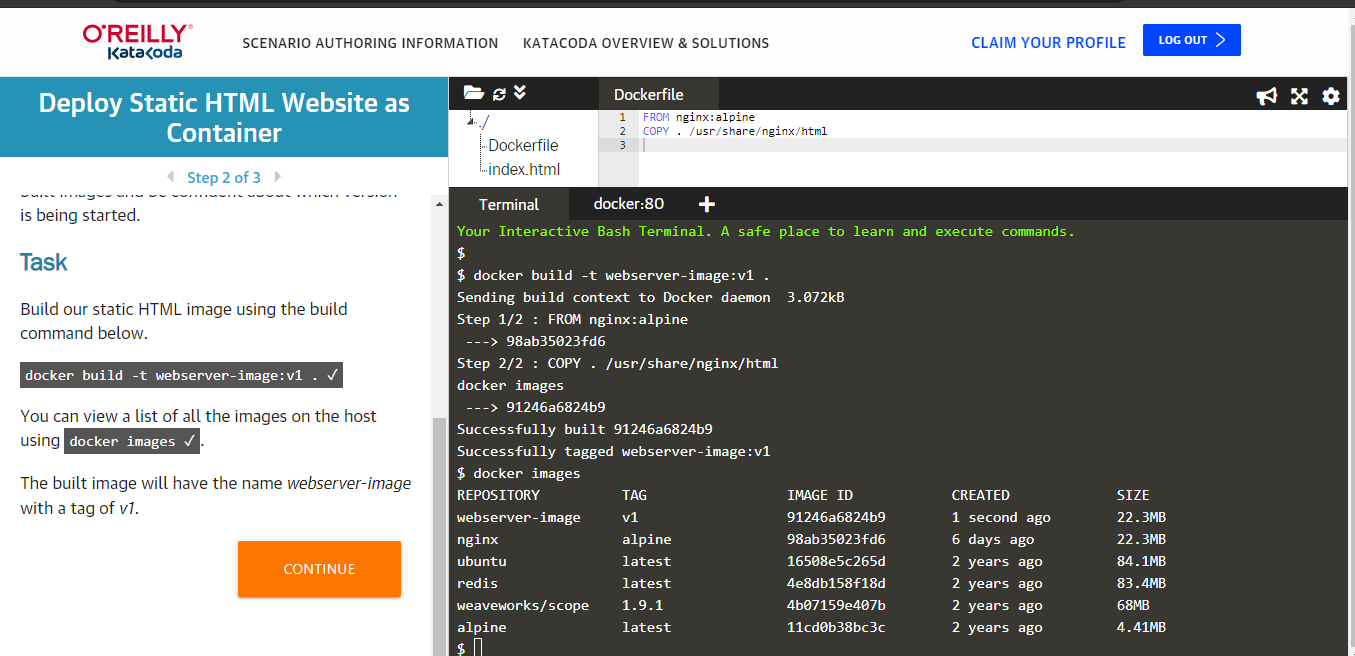 O'REILLY®
Katacoda
SCENARIO AUTHORING INFORMATION
KATACODA OVERVIEW & SOLUTIONS
CLAIM YOUR PROFILE
LOG OUT
Deploy Static HTML Website as
Container
Step 2 of 3
built images and be confident about which version
is being started.
Task
Build our static HTML image using the build
command below.
docker build -t webserver-image:v1 . ✓
You can view a list of all the images on the host
using docker images ✓.
The built image will have the name webserver-image
with a tag of v1.
CONTINUE
/
Dockerfile
index.html
Dockerfile
1 FROM nginx:alpine
2 COPY . /usr/share/nginx/html
3
Terminal
docker:80
Your Interactive Bash Terminal. A safe place to learn and execute commands.
$
$ docker build -t webserver-image:v1 .
Sending build context to Docker daemon  3.072kB
Step 1/2 : FROM nginx:alpine
 ---> 98ab35023fd6
Step 2/2 : COPY . /usr/share/nginx/html
docker images
 ---> 91246a6824b9
Successfully built 91246a6824b9
Successfully tagged webserver-image:v1
$ docker images
REPOSITORY          TAG                 IMAGE ID            CREATED             SIZE
webserver-image     v1                  91246a6824b9        1 second ago        22.3MB
nginx               alpine              98ab35023fd6        6 days ago          22.3MB
ubuntu              latest              16508e5c265d        2 years ago         84.1MB
redis               latest              4e8db158f18d        2 years ago         83.4MB
weaveworks/scope    1.9.1               4b07159e407b        2 years ago         68MB
alpine              latest              11cd0b38bc3c        2 years ago         4.41MB
$